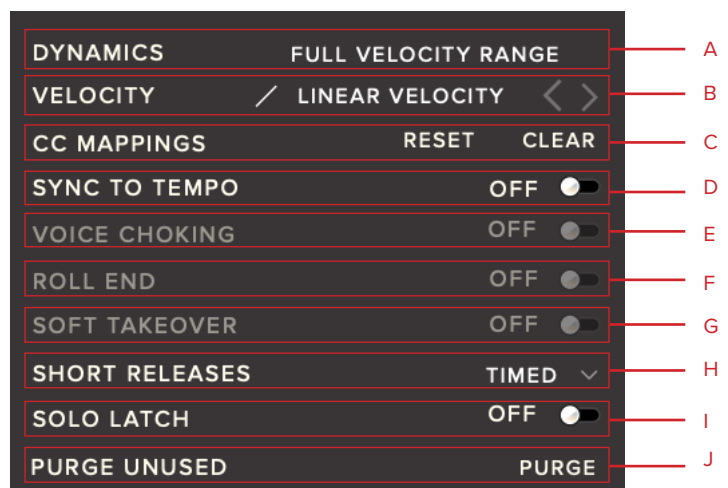 DYNAMICS FULL VELOCITY RANGE A
VELOCITY LINEAR VELOCITY B
CC MAPPINGS RESET CLEAR C
SYNC TO TEMPO OFF D
VOICE CHOKING OFF E
ROLL END OFF F
SOFT TAKEOVER OFF G
SHORT RELEASES TIMED H
SOLO LATCH OFF I
PURGE UNUSED PURGE J